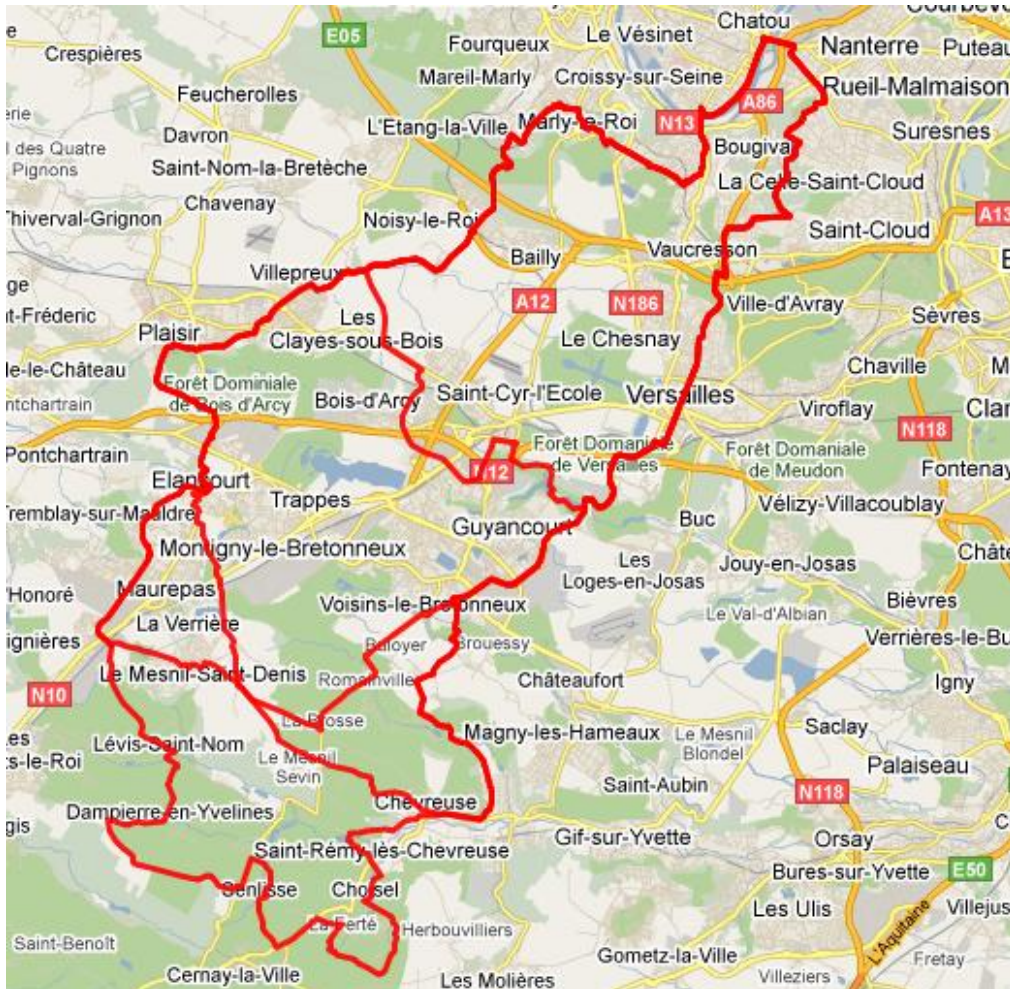 Chatou
E05
Le Vésinet
Fourqueux
Nanterre
Crespières
Mareil-Marly
Croissy-sur-Seine
Feucherolles
A86
Rueil-Malmaison
L'Etang-la-Ville
Marly-le-Roi
N13
Davron
Suresnes
l des Quatre
Pignons
Saint-Nom-la-Bretèche
Bougiva
La Celle-Saint-Cloud
Chavenay
Thiverval-Grignon
Noisy-le-Roi
A13
Saint-Cloud
Vaucresson
Bailly
Villepreux
A12
N186
Ville-d'Avray
Sèvres
Plaisir
Les
Clayes-sous-Bois
Le Chesnay
Chaville
Forêt Dominiale
de Bois d'Arcy
Bois-d'Arcy
Saint-Cyr-l'Ecole
Versailles
Viroflay
N118
Pontchartrain
N12
Forêt Domaniale
de Versailles
Forêt Domaniale
de Meudon
Fontenay
Elancourt
Trappes
Vélizy-Villacoublay
Tremblay-sur-Mauldre
Guyancourt
Buc
Montigny-le-Bretonneux
Les
Loges-en-Josas
Jouy-en-Josas
Maurepas
Voisins-le-Bretonneux
Bièvres
La Verrière
Le Val-d'Albian
Verrières-le-Bu
Brouessy
Le Mesnil-Saint-Denis
Romainville
Châteaufort
Igny
N10
La Brosse
Magny-les-Hameaux
Saclay
Lévis-Saint-Nom
Le Mesnil
Sevin
Le Mesnil
Blondel
Palaiseau
Saint-Aubin
N118
Dampierre-en-Yvelines
Chevreuse
Gif-sur-Yvette
Orsay
Saint-Rémy-lès-Chevreuse
Bures-sur-Yvette
E50
Senlisse
Choisel
Les Ulis
Villejus
La Ferté
Herbouvilliers
L'Aquitaine
Saint-Benoît
Gometz-la-Ville
Fretay
Cernay-la-Ville
Les Molières
Villeziers